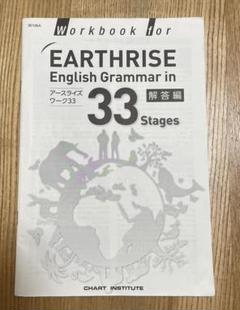 Workbook for
EARTHRISE
English Grammar in
アースライズ
ワーク33
33
解答編
Stages
CHART INSTITUTE